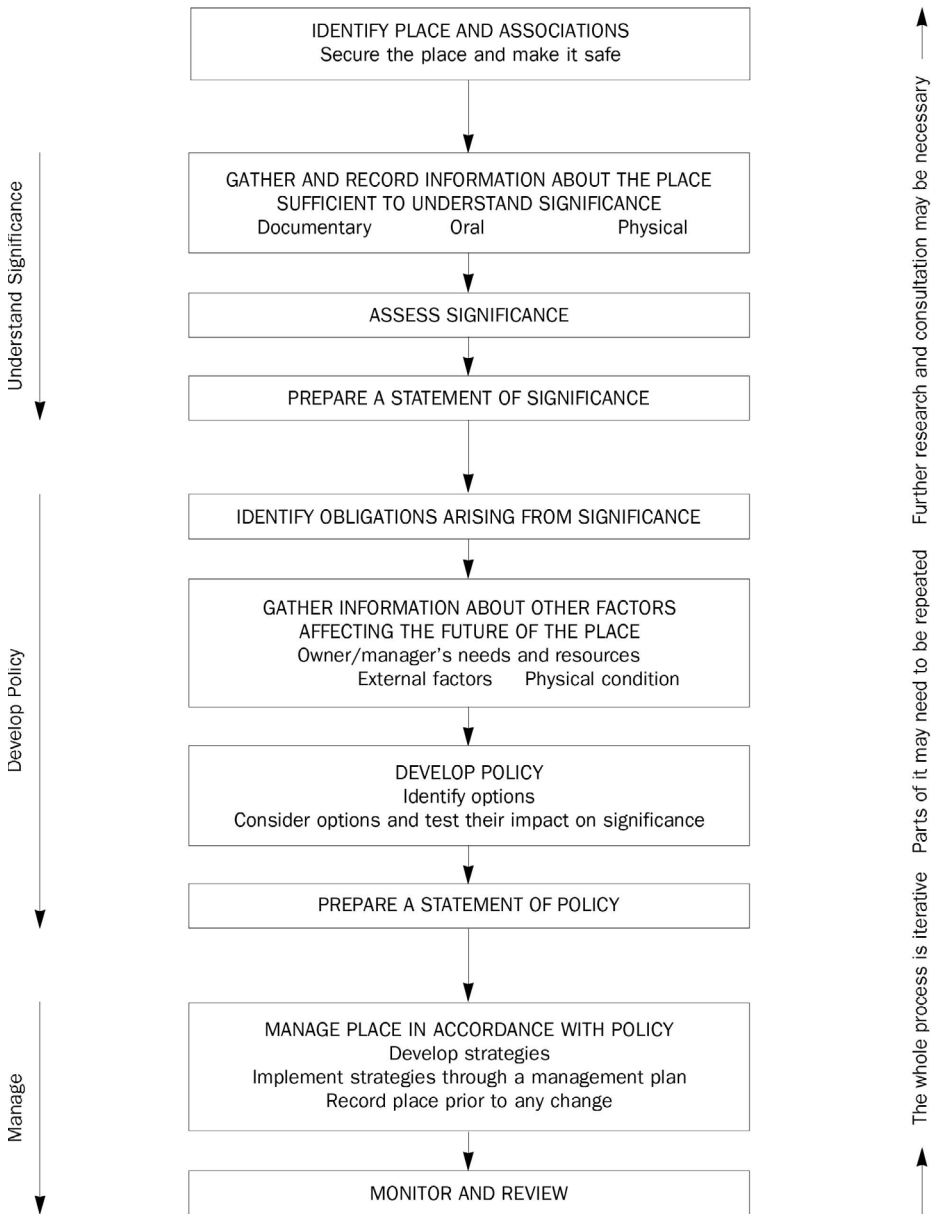 IDENTIFY PLACE AND ASSOCIATIONS
Secure the place and make it safe
GATHER AND RECORD INFORMATION ABOUT THE PLACE
SUFFICIENT TO UNDERSTAND SIGNIFICANCE
Documentary Oral Physical
ASSESS SIGNIFICANCE
PREPARE A STATEMENT OF SIGNIFICANCE
Understand Significance
IDENTIFY OBLIGATIONS ARISING FROM SIGNIFICANCE
GATHER INFORMATION ABOUT OTHER FACTORS
AFFECTING THE FUTURE OF THE PLACE
Owner/manager's needs and resources
External factors Physical condition
DEVELOP POLICY
Identify options
Consider options and test their impact on significance
PREPARE A STATEMENT OF POLICY
Develop Policy
MANAGE PLACE IN ACCORDANCE WITH POLICY
Develop strategies
Implement strategies through a management plan
Record place prior to any change
MONITOR AND REVIEW
Manage
The whole process is iterative Parts of it may need to be repeated Further research and consultation may be necessary